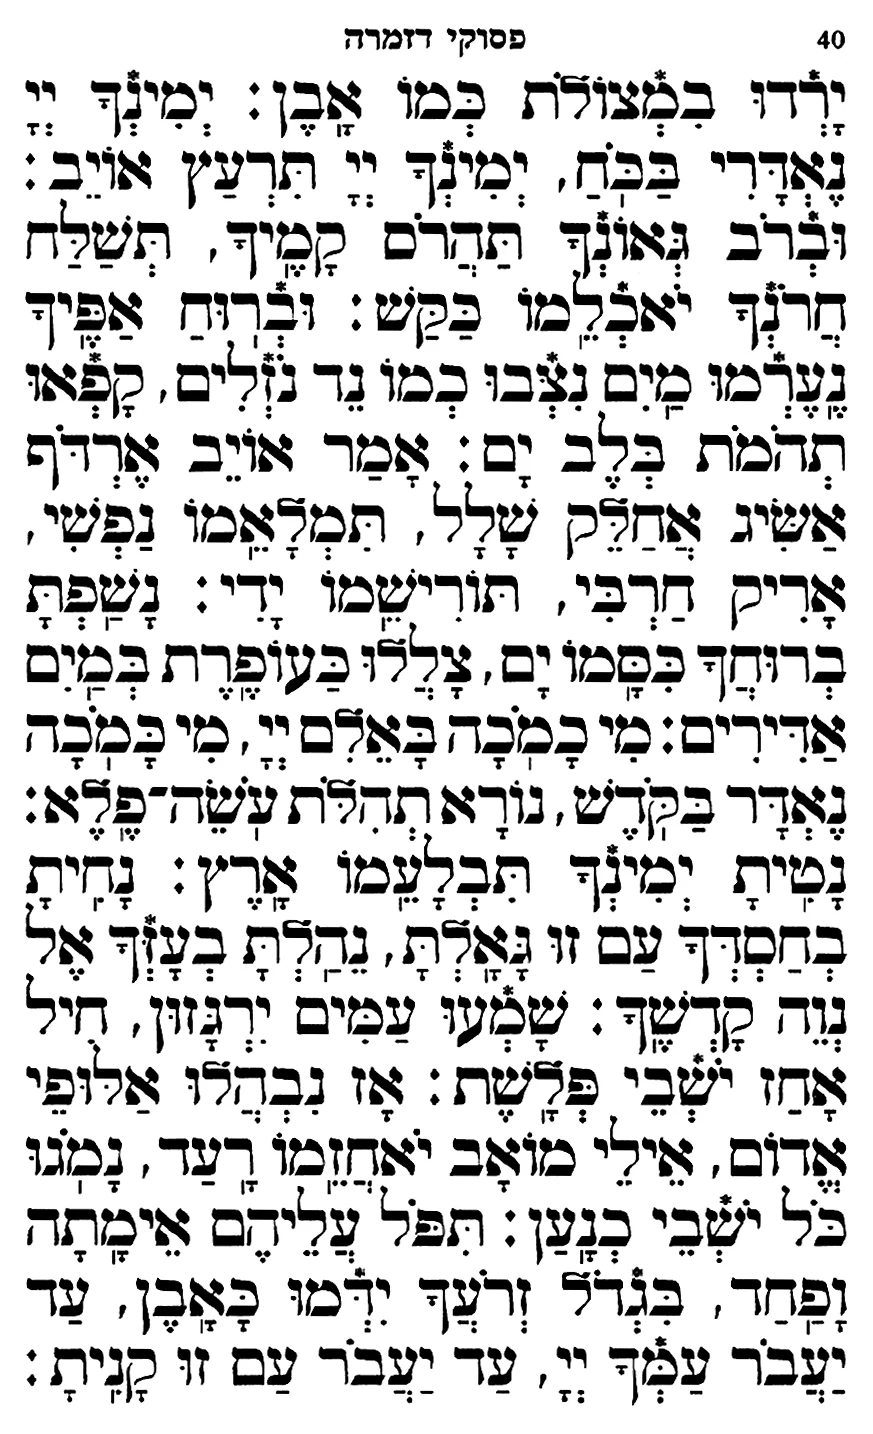 40 פסוקי דזמרה
יָרְֽדוּ בִמְצוֹלֹת כְּמוֹ אָֽבֶן: יְמִינְךָ יְיָ
נֶאְדָּרִי בַּכֹּֽחַ, יְמִינְךָ יְיָ תִּרְעַץ אוֹיֵב:
וּבְרֹב גְּאוֹנְךָ תַּהֲרֹס קָמֶֽיךָ, תְּשַׁלַּח
חֲרֹנְךָ יֹאכְלֵֽמוֹ כַּקַּשׁ: וּבְרֽוּחַ אַפֶּֽיךָ
נֶֽעֶרְמוּ מַֽיִם נִצְּבוּ כְמוֹ נֵד נֹזְלִים, קָפְאוּ
תְהֹמֹת בְּלֶב יָם: אָמַר אוֹיֵב אֶרְדֹּף
אַשִּׂיג אֲחַלֵּק שָׁלָל, תִּמְלָאֵֽמוֹ נַפְשִׁי,
אָרִיק חַרְבִּי, תּוֹרִישֵֽׁמוֹ יָדִי: נָשַֽׁפְתָּ
בְרוּחֲךָ כִּסָּֽמוֹ יָם, צָלֲלוּ כַּעוֹפֶֽרֶת בְּמַֽיִם
אַדִּירִים: מִי כָמֹֽכָה בָּאֵלִם יְיָ, מִי כָּמֹֽכָה
נֶאְדָּר בַּקֹּֽדֶשׁ, נוֹרָא תְהִלֹּת עֹֽשֵׂה־פֶֽלֶא:
נָטִֽיתָ יְמִינְךָ תִּבְלָעֵֽמוֹ אָֽרֶץ: נָחִֽיתָ
בְחַסְדְּךָ עַם זוּ גָּאָֽלְתָּ, נֵהַֽלְתָּ בְעָזְּךָ אֶל
נְוֵה קָדְשֶֽׁךָ: שָׁמְעוּ עַמִּים יִרְגָּזוּן, חִיל
אָחַז יֹשְׁבֵי פְּלָֽשֶׁת: אָז נִבְהֲלוּ אַלּוּפֵי
אֱדוֹם, אֵילֵי מוֹאָב יֹאחֲזֵֽמוֹ רָֽעַד, נָמֹֽגוּ
כֹּל יֹשְׁבֵי כְנָֽעַן: תִּפֹּל עֲלֵיהֶם אֵימָֽתָה
וָפַֽחַד, בִּגְדֹל זְרֹעֲךָ יִדְּמוּ כָּאָֽבֶן, עַד
יַעֲבֹר עַמְּךָ יְיָ, עַד יַעֲבֹר עַם זוּ קָנִֽיתָ: